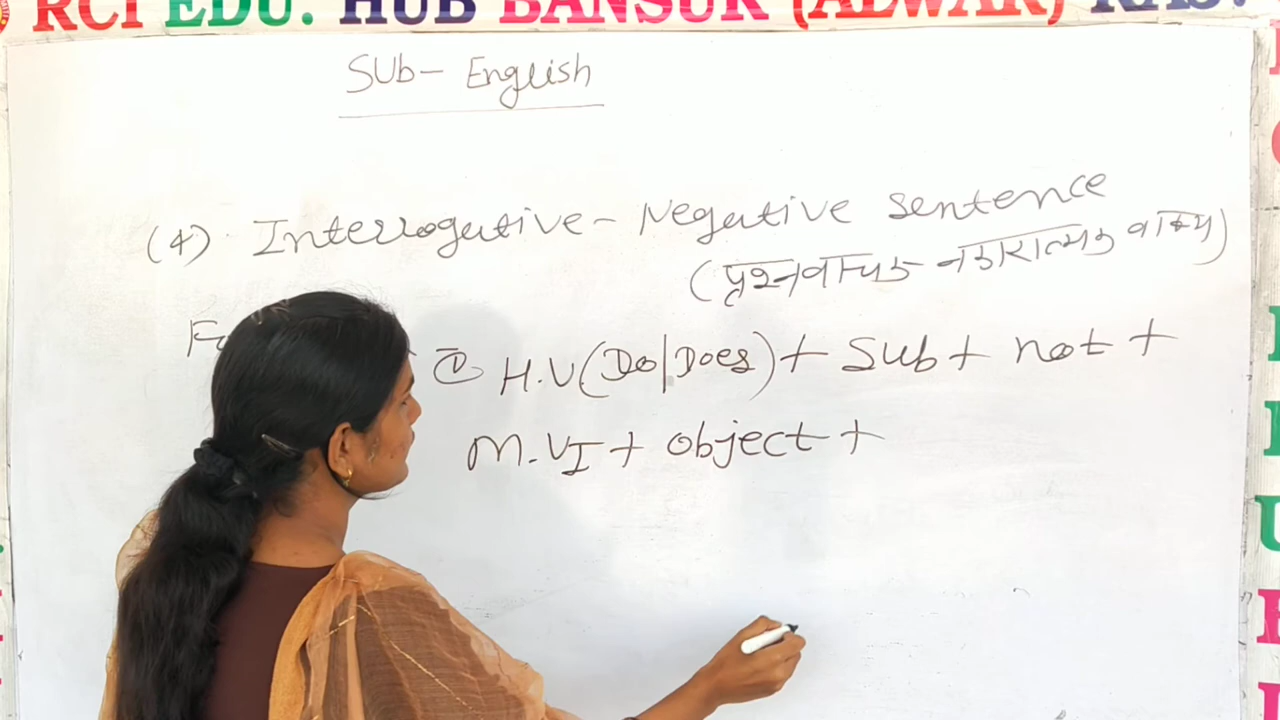 RCI EDU. HUB BANSUR (ALWAR)
Sub- English
(4) Interrogative - Negative sentence
(प्रश्नवाचक नकारात्मक वाक्य)
① H.V (Do/Does) + Sub + not +
M.VI + object +